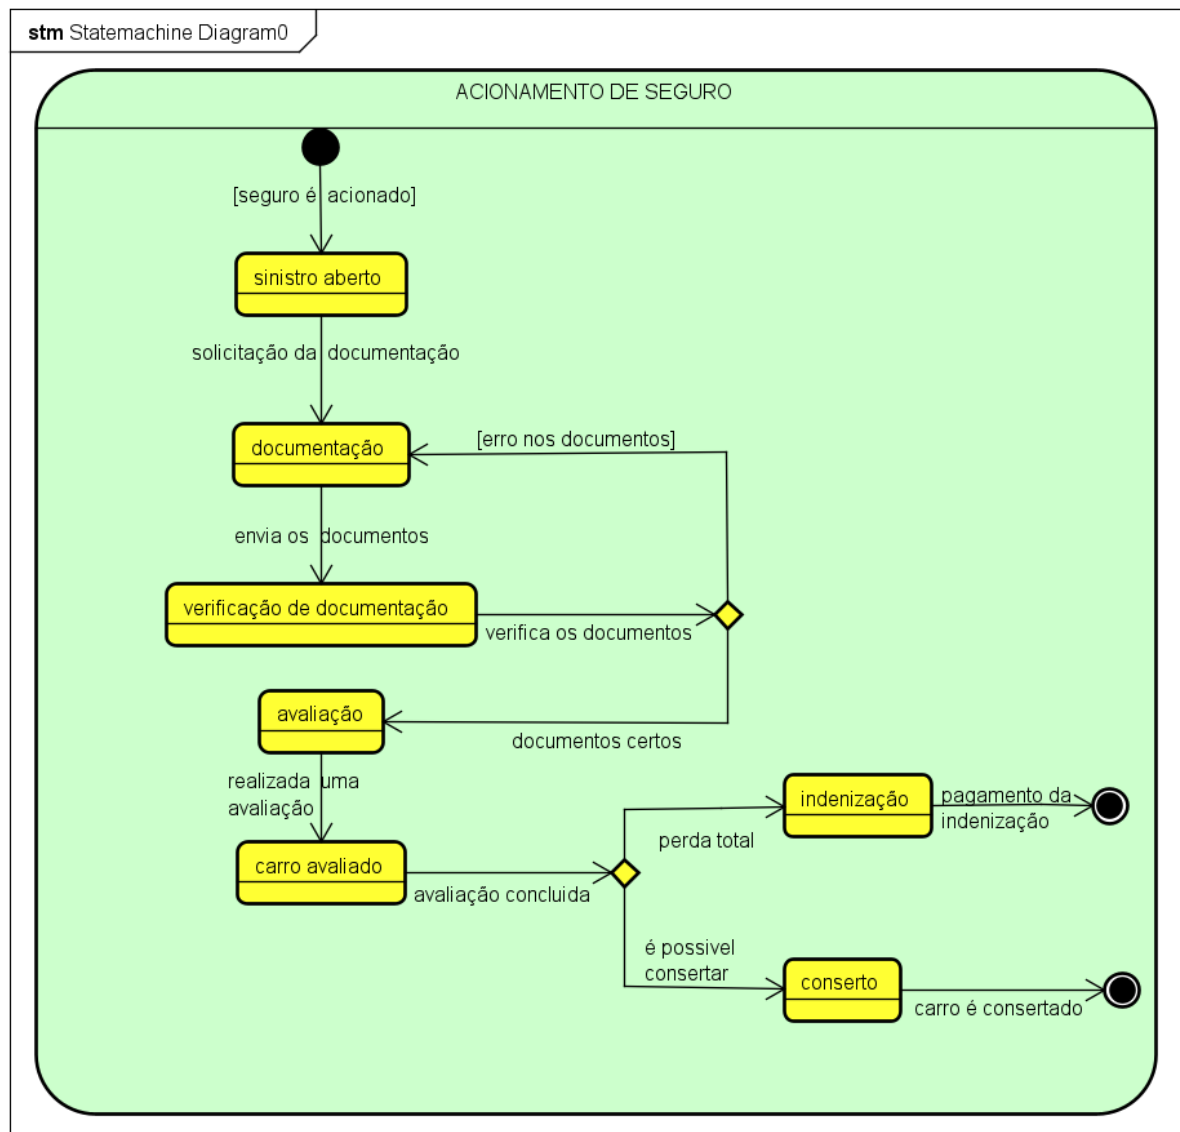 stm Statemachine Diagram0
ACIONAMENTO DE SEGURO
[seguro é acionado]
sinistro aberto
solicitação da documentação
documentação
[erro nos documentos]
envia os documentos
verificação de documentação
verifica os documentos
avaliação
documentos certos
realizada uma
avaliação
indenização
pagamento da
indenização
perda total
carro avaliado
avaliação concluida
é possivel
consertar
conserto
carro é consertado